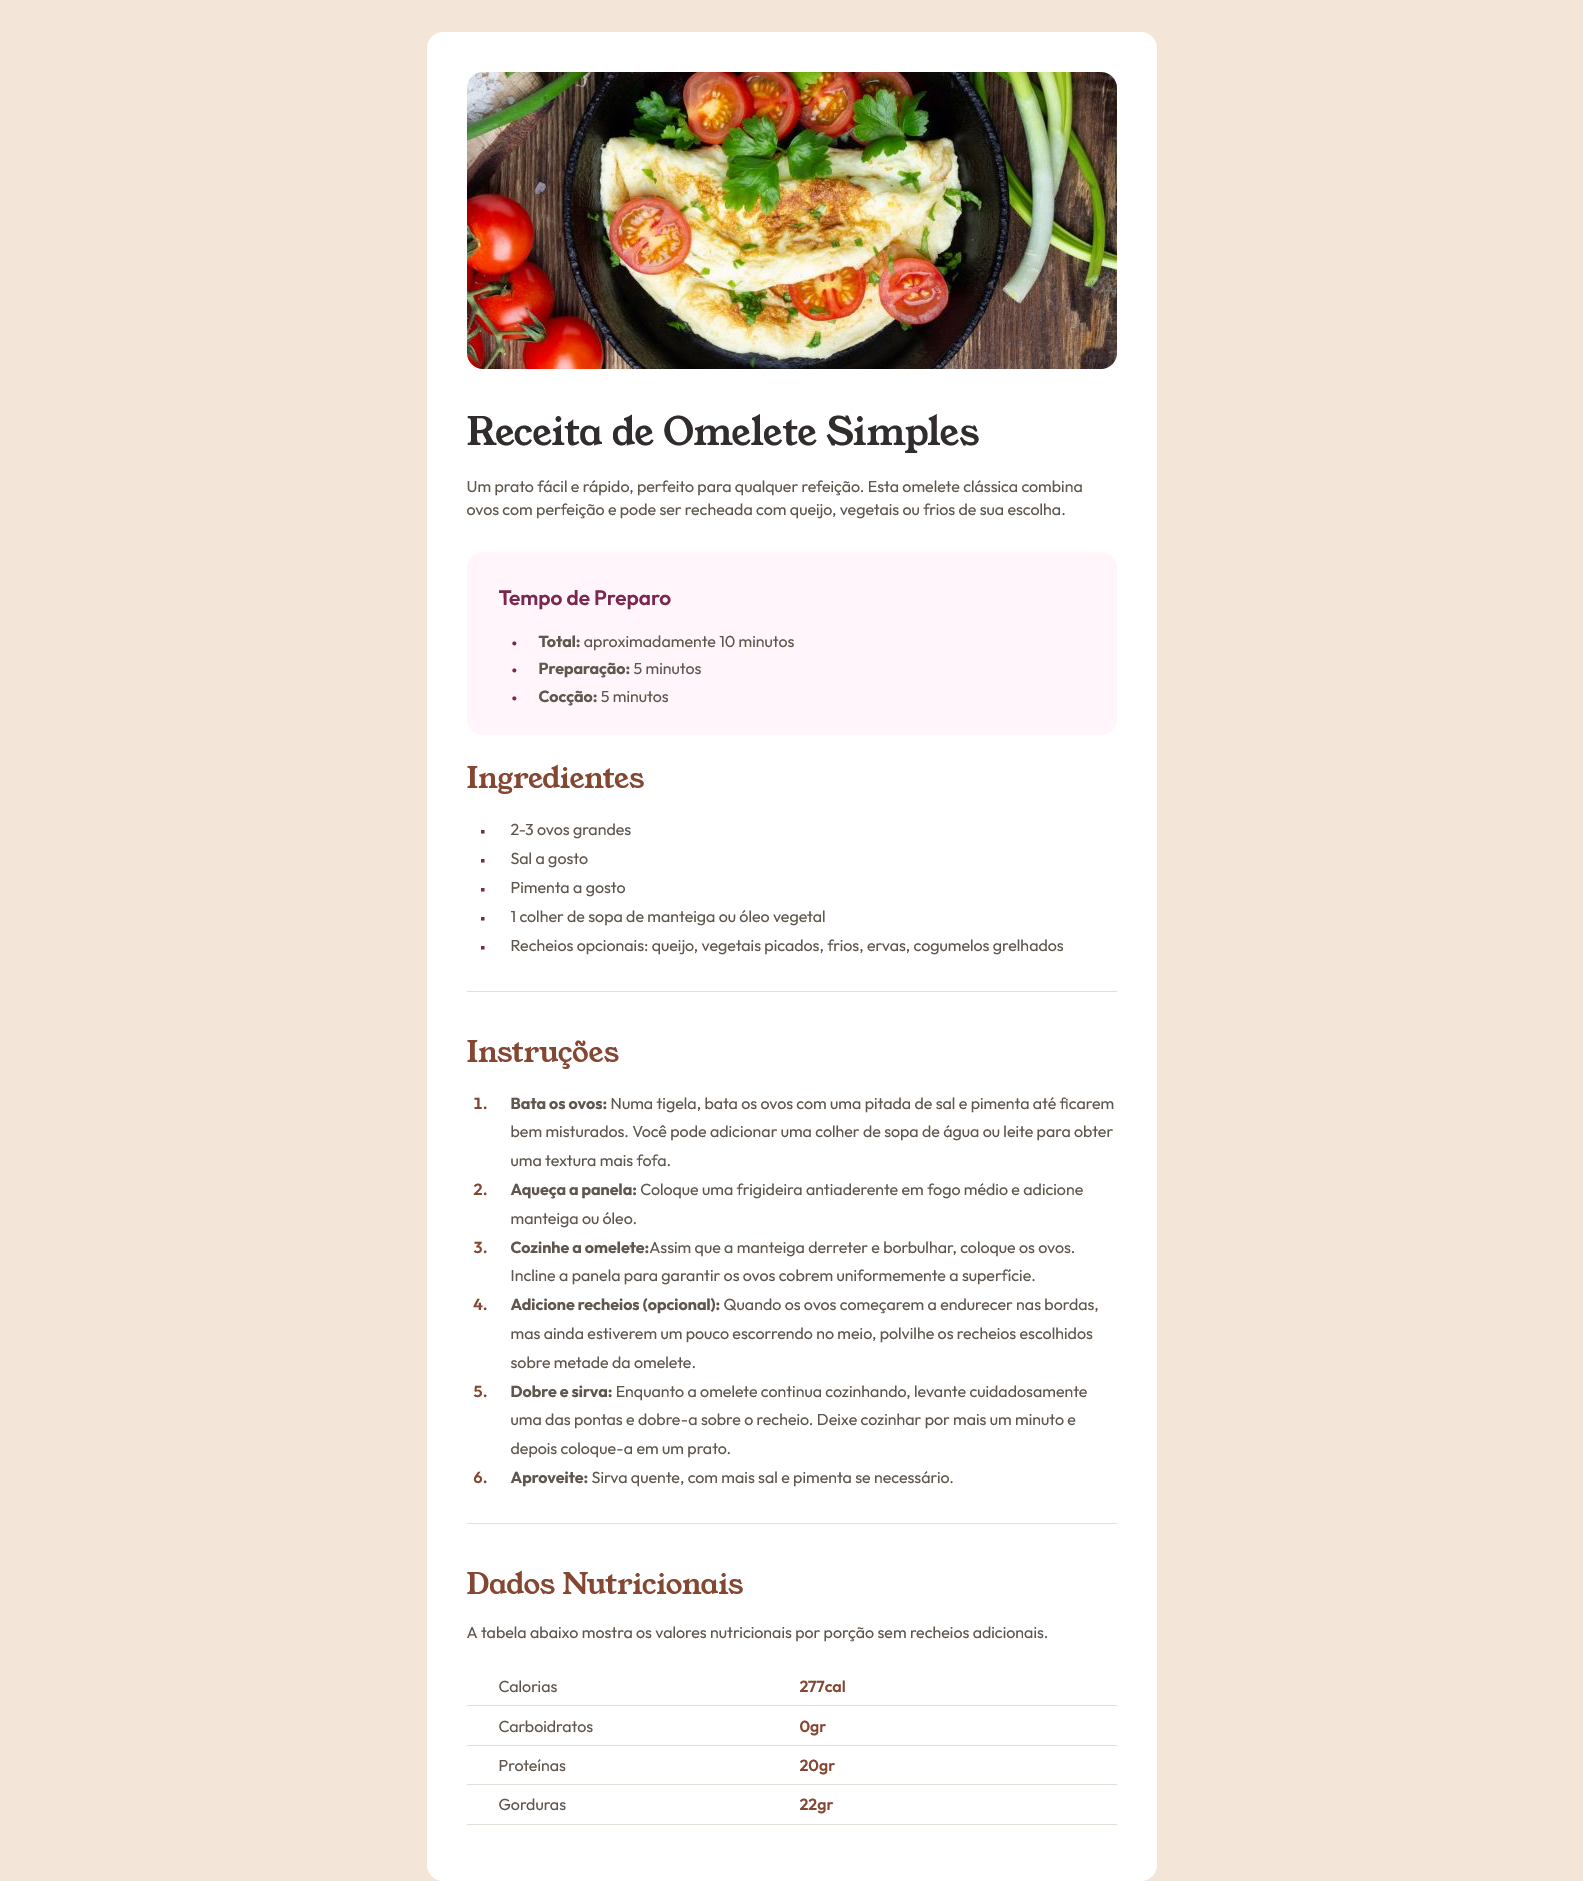 Receita de Omelete Simples
Um prato fácil e rápido, perfeito para qualquer refeição. Esta omelete clássica combina
ovos com perfeição e pode ser recheada com queijo, vegetais ou frios de sua escolha.
Tempo de Preparo
• Total: aproximadamente 10 minutos
• Preparação: 5 minutos
• Cocção: 5 minutos
Ingredientes
▪ 2-3 ovos grandes
▪ Sal a gosto
▪ Pimenta a gosto
▪ 1 colher de sopa de manteiga ou óleo vegetal
▪ Recheios opcionais: queijo, vegetais picados, frios, ervas, cogumelos grelhados
Instruções
1. Bata os ovos: Numa tigela, bata os ovos com uma pitada de sal e pimenta até ficarem
bem misturados. Você pode adicionar uma colher de sopa de água ou leite para obter
uma textura mais fofa.
2. Aqueça a panela: Coloque uma frigideira antiaderente em fogo médio e adicione
manteiga ou óleo.
3. Cozinhe a omelete:Assim que a manteiga derreter e borbulhar, coloque os ovos.
Incline a panela para garantir os ovos cobrem uniformemente a superfície.
4. Adicione recheios (opcional): Quando os ovos começarem a endurecer nas bordas,
mas ainda estiverem um pouco escorrendo no meio, polvilhe os recheios escolhidos
sobre metade da omelete.
5. Dobre e sirva: Enquanto a omelete continua cozinhando, levante cuidadosamente
uma das pontas e dobre-a sobre o recheio. Deixe cozinhar por mais um minuto e
depois coloque-a em um prato.
6. Aproveite: Sirva quente, com mais sal e pimenta se necessário.
Dados Nutricionais
A tabela abaixo mostra os valores nutricionais por porção sem recheios adicionais.
Calorias 277cal
Carboidratos 0gr
Proteínas 20gr
Gorduras 22gr